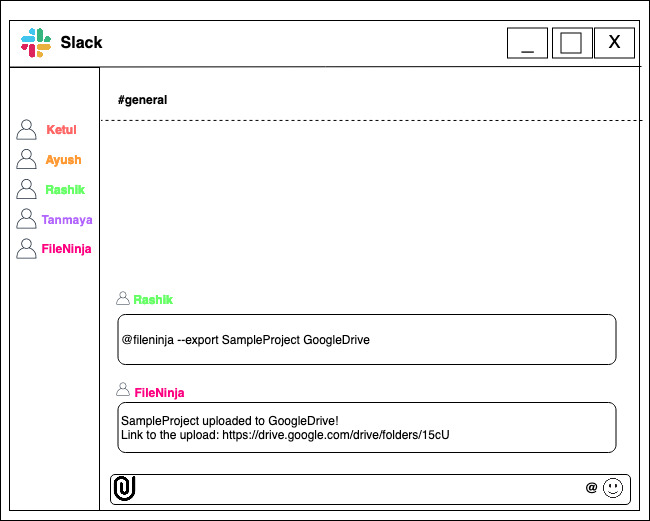 Slack
_ X
#general
Ketul
Ayush
Rashik
Tanmaya
FileNinja
Rashik
@fileninja --export SampleProject GoogleDrive
FileNinja
SampleProject uploaded to GoogleDrive!
Link to the upload: https://drive.google.com/drive/folders/15cU
@